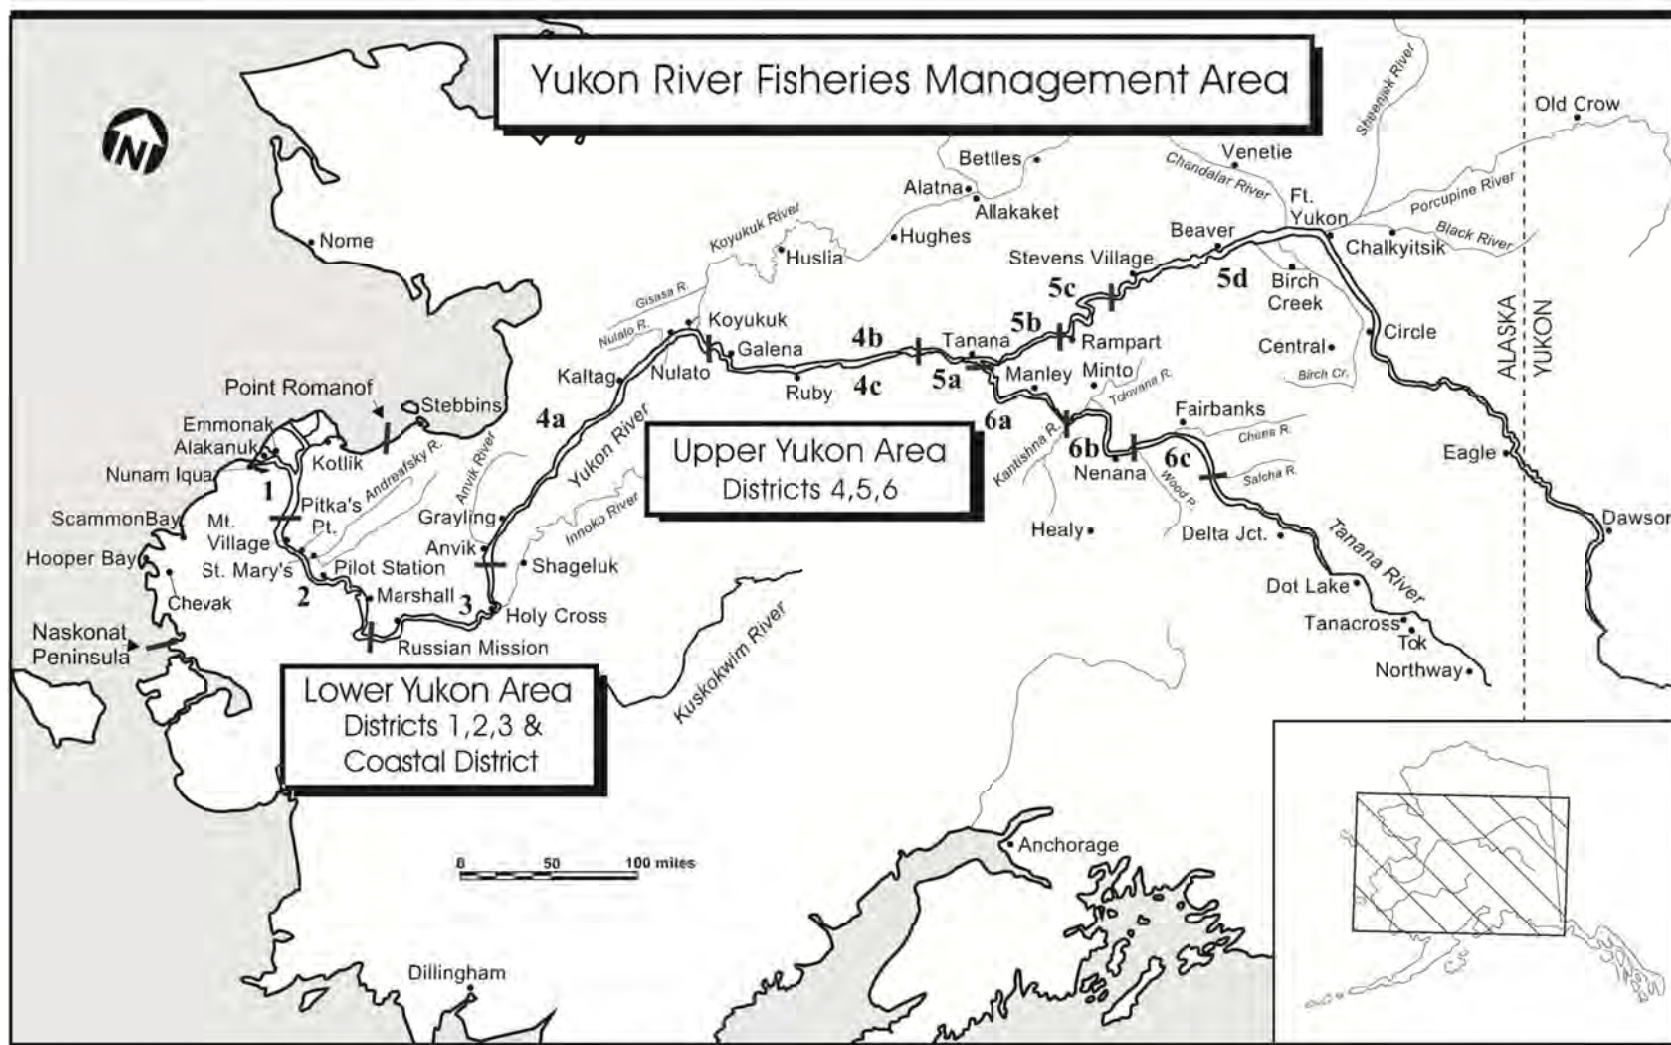 Yukon River Fisheries Management Area
N
Old Crow
Sheenjek River
Bettles
Venetie
Chandalar River
Alatna
Allakaket
Ft.
Yukon
Porcupine River
Koyukuk River
Hughes
Beaver
Chalkyitsik
Black River
Nome
Huslia
Stevens Village
5d
Gisasa R.
5c
Birch
Creek
ALASKA
YUKON
Nulato R.
Koyukuk
4b
Tanana
5b
Rampart
Circle
Galena
Central
Kaltag
Nulato
Ruby
4c
5a
Manley
Minto
Tolovana R.
Birch Cr.
Point Romanof
Stebbins
4a
Yukon River
6a
Fairbanks
Chena R.
Emmonak
Alakanuk
Kotlik
Andreafsky R.
Anvik River
Upper Yukon Area
Districts 4,5,6
Kantishna R.
6b
Nenana
6c
Salcha R.
Eagle
Nunam Iqua
1
Wood R.
Pitka's
Pt.
Grayling
Innoko River
ScammonBay
Mt.
Village
Healy
Delta Jct.
Tanana River
Dawson
Hooper Bay
Anvik
St. Mary's
Pilot Station
Shageluk
Chevak
2
Marshall
3
Holy Cross
Dot Lake
Naskonat
Peninsula
Russian Mission
Kuskokwim River
Tanacross
Tok
Northway
Lower Yukon Area
Districts 1,2,3 &
Coastal District
0 50 100 miles
Anchorage
Dillingham